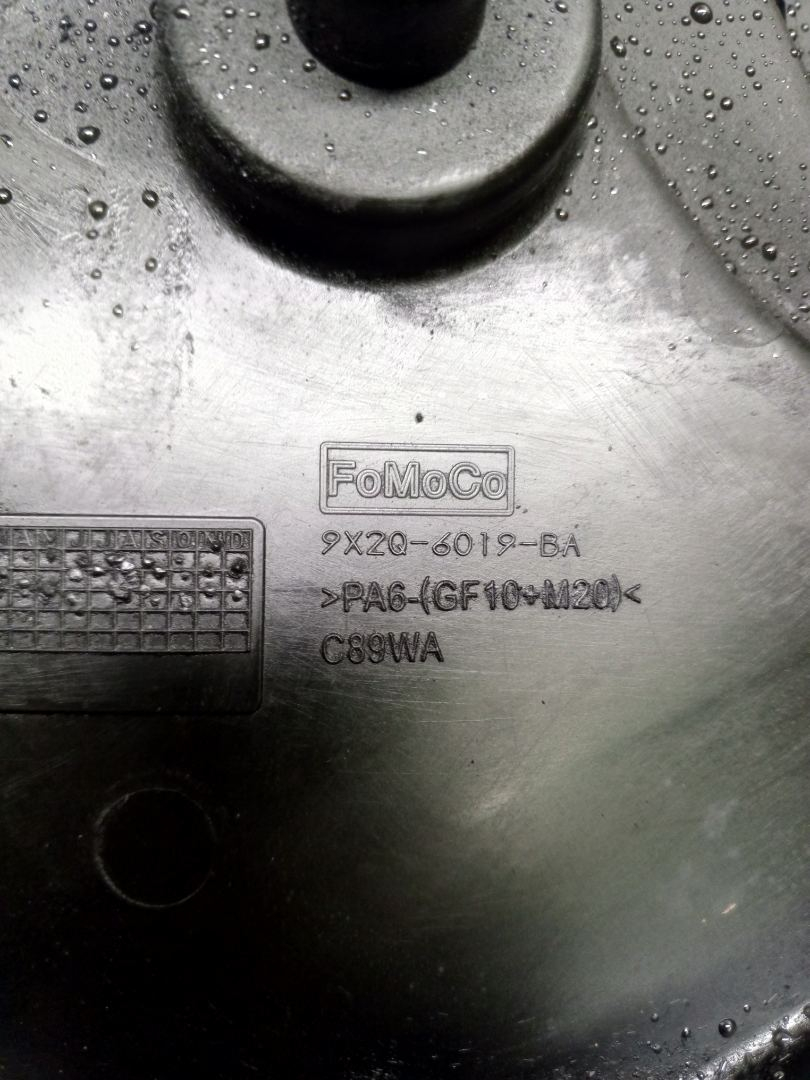 FoMoCo
9X2Q-6019-BA
>PA6-(GF10+M20)<
C89WA
A M J J A S O N D